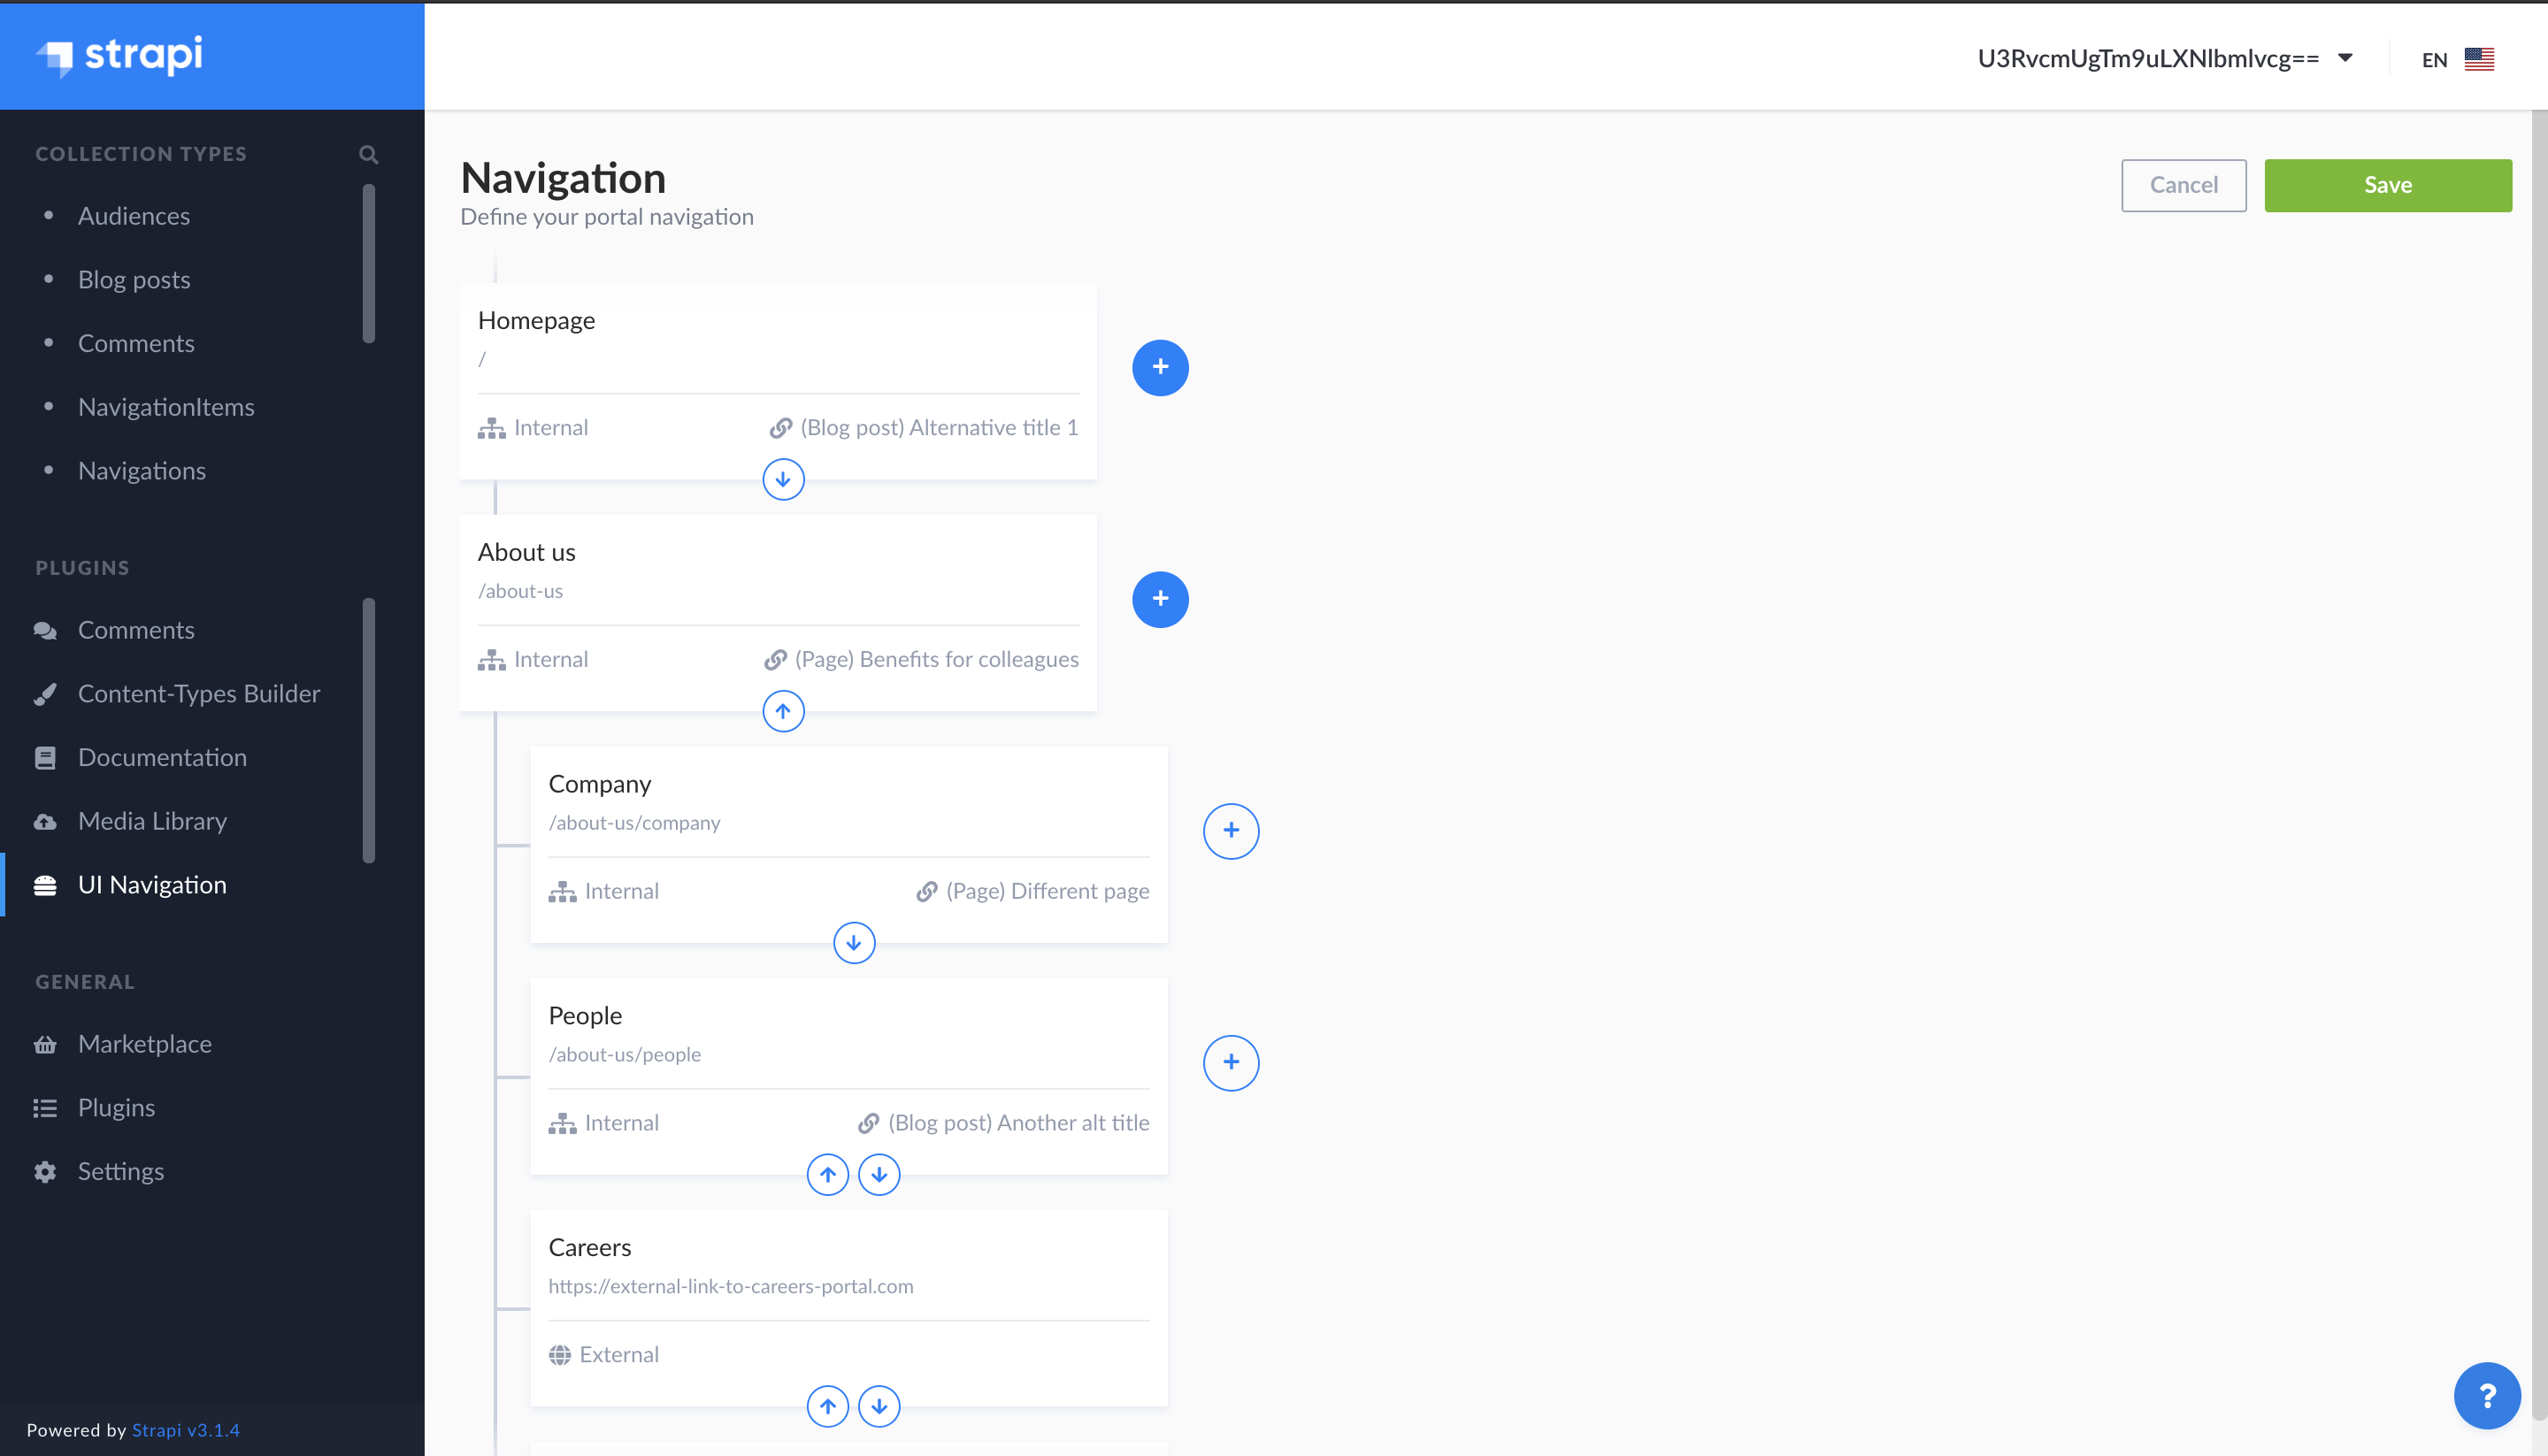 strapi
U3RvcmUgTm9uLXNlbmlvcg==
EN
COLLECTION TYPES
Audiences
Blog posts
Comments
NavigationItems
Navigations
PLUGINS
Comments
Content-Types Builder
Documentation
Media Library
UI Navigation
GENERAL
Marketplace
Plugins
Settings
Powered by Strapi v3.1.4
Navigation
Define your portal navigation
Cancel
Save
Homepage
/
Internal
(Blog post) Alternative title 1
About us
/about-us
Internal
(Page) Benefits for colleagues
Company
/about-us/company
Internal
(Page) Different page
People
/about-us/people
Internal
(Blog post) Another alt title
Careers
https://external-link-to-careers-portal.com
External
?